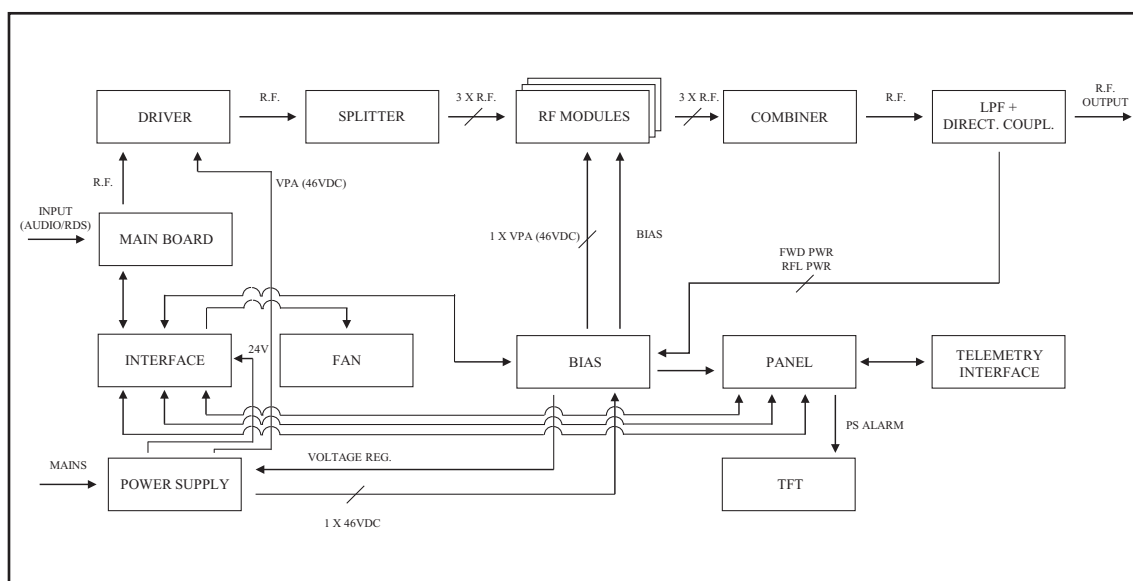 DRIVER
R.F.
SPLITTER
3 X R.F.
RF MODULES
3 X R.F.
COMBINER
R.F.
LPF +
DIRECT. COUPL.
R.F.
OUTPUT
R.F.
VPA (46VDC)
INPUT
(AUDIO/RDS)
MAIN BOARD
1 X VPA (46VDC)
BIAS
FWD PWR
RFL PWR
INTERFACE
24V
FAN
BIAS
PANEL
TELEMETRY
INTERFACE
PS ALARM
MAINS
POWER SUPPLY
VOLTAGE REG.
1 X 46VDC
TFT